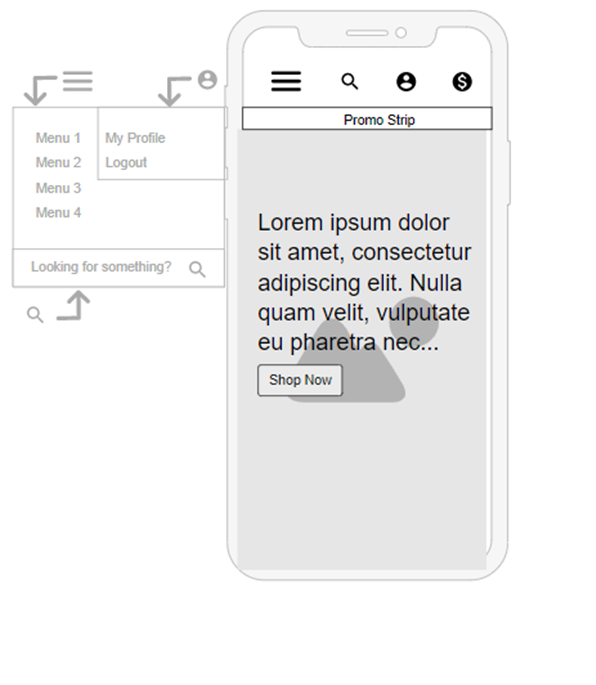 Menu 1
Menu 2
Menu 3
Menu 4
My Profile
Logout
Looking for something?
$
Promo Strip
Lorem ipsum dolor
sit amet, consectetur
adipiscing elit. Nulla
quam velit, vulputate
eu pharetra nec...
Shop Now